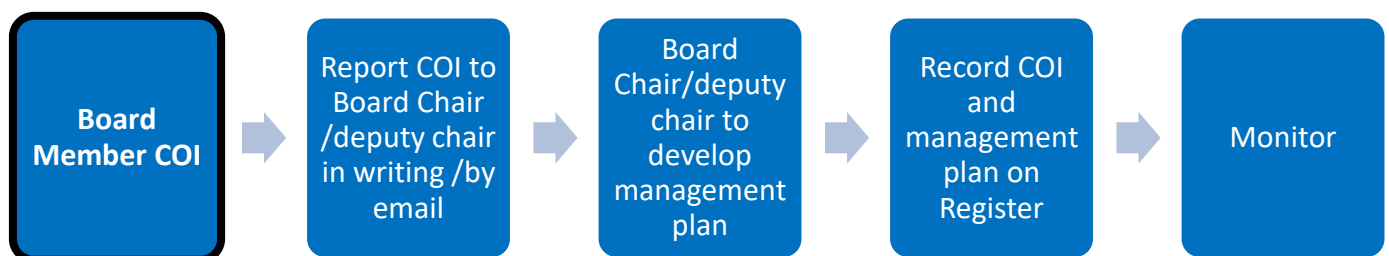 Board
Member COI
Report COI to
Board Chair
/deputy chair
in writing /by
email
Board
Chair/deputy
chair to
develop
management
plan
Record COI
and
management
plan on
Register
Monitor